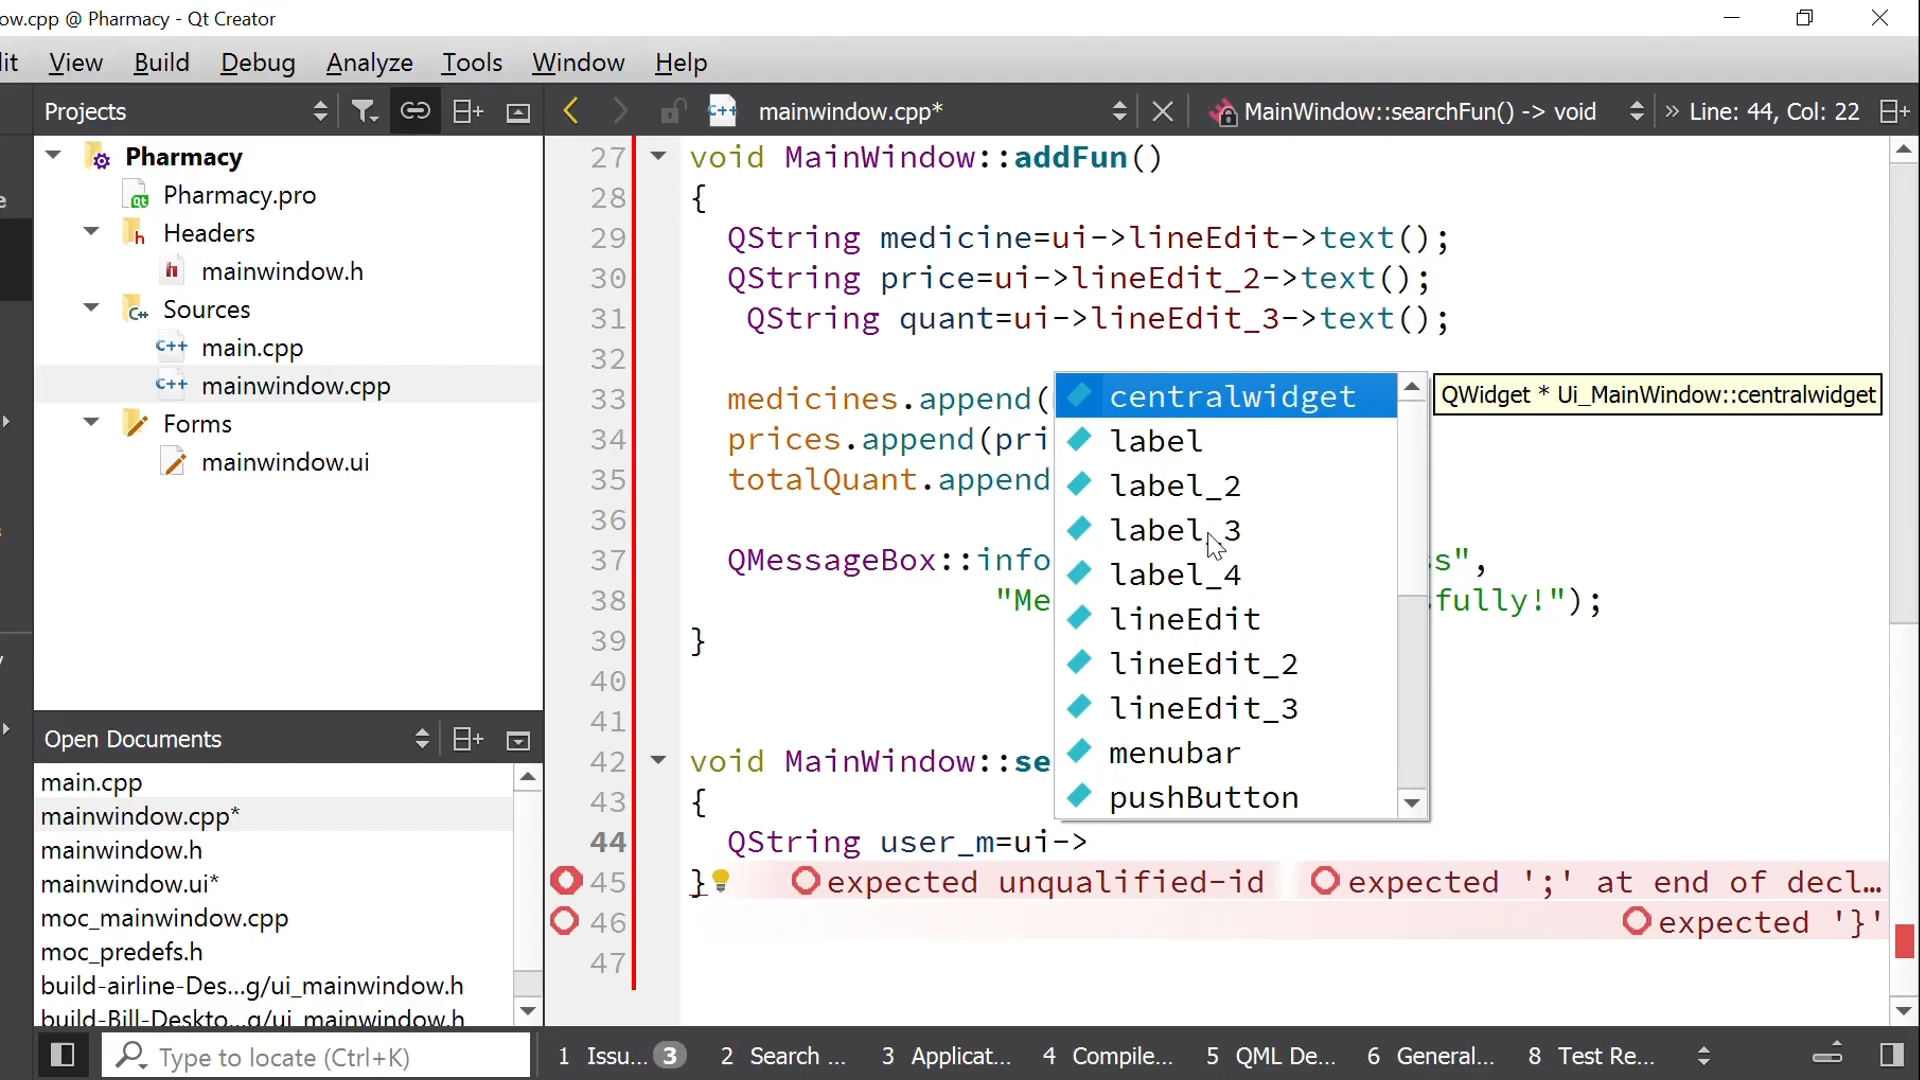 ow.cpp @ Pharmacy - Qt Creator
it View Build Debug Analyze Tools Window Help
Projects
mainwindow.cpp*
MainWindow::searchFun() -> void
» Line: 44, Col: 22
Pharmacy
Pharmacy.pro
Headers
mainwindow.h
Sources
main.cpp
mainwindow.cpp
Forms
mainwindow.ui
Open Documents
main.cpp
mainwindow.cpp*
mainwindow.h
mainwindow.ui*
moc_mainwindow.cpp
moc_predefs.h
build-airline-Des...g/ui_mainwindow.h
build-Bill-Deskto...g/ui_mainwindow.h
27 void MainWindow::addFun()
28 {
29 QString medicine=ui->lineEdit->text();
30 QString price=ui->lineEdit_2->text();
31 QString quant=ui->lineEdit_3->text();
32
33 medicines.append(
34 prices.append(pri
35 totalQuant.append
36
37 QMessageBox::info s",
38 "Me fully!");
39 }
40
41
42 void MainWindow::se
43 {
44 QString user_m=ui->
45 } expected unqualified-id expected ';' at end of decl…
46 expected '}'
47
centralwidget
label
label_2
label_3
label_4
lineEdit
lineEdit_2
lineEdit_3
menubar
pushButton
QWidget * Ui_MainWindow::centralwidget
Type to locate (Ctrl+K)
1 Issu... 3 2 Search ... 3 Applicat... 4 Compile... 5 QML De... 6 General... 8 Test Re...